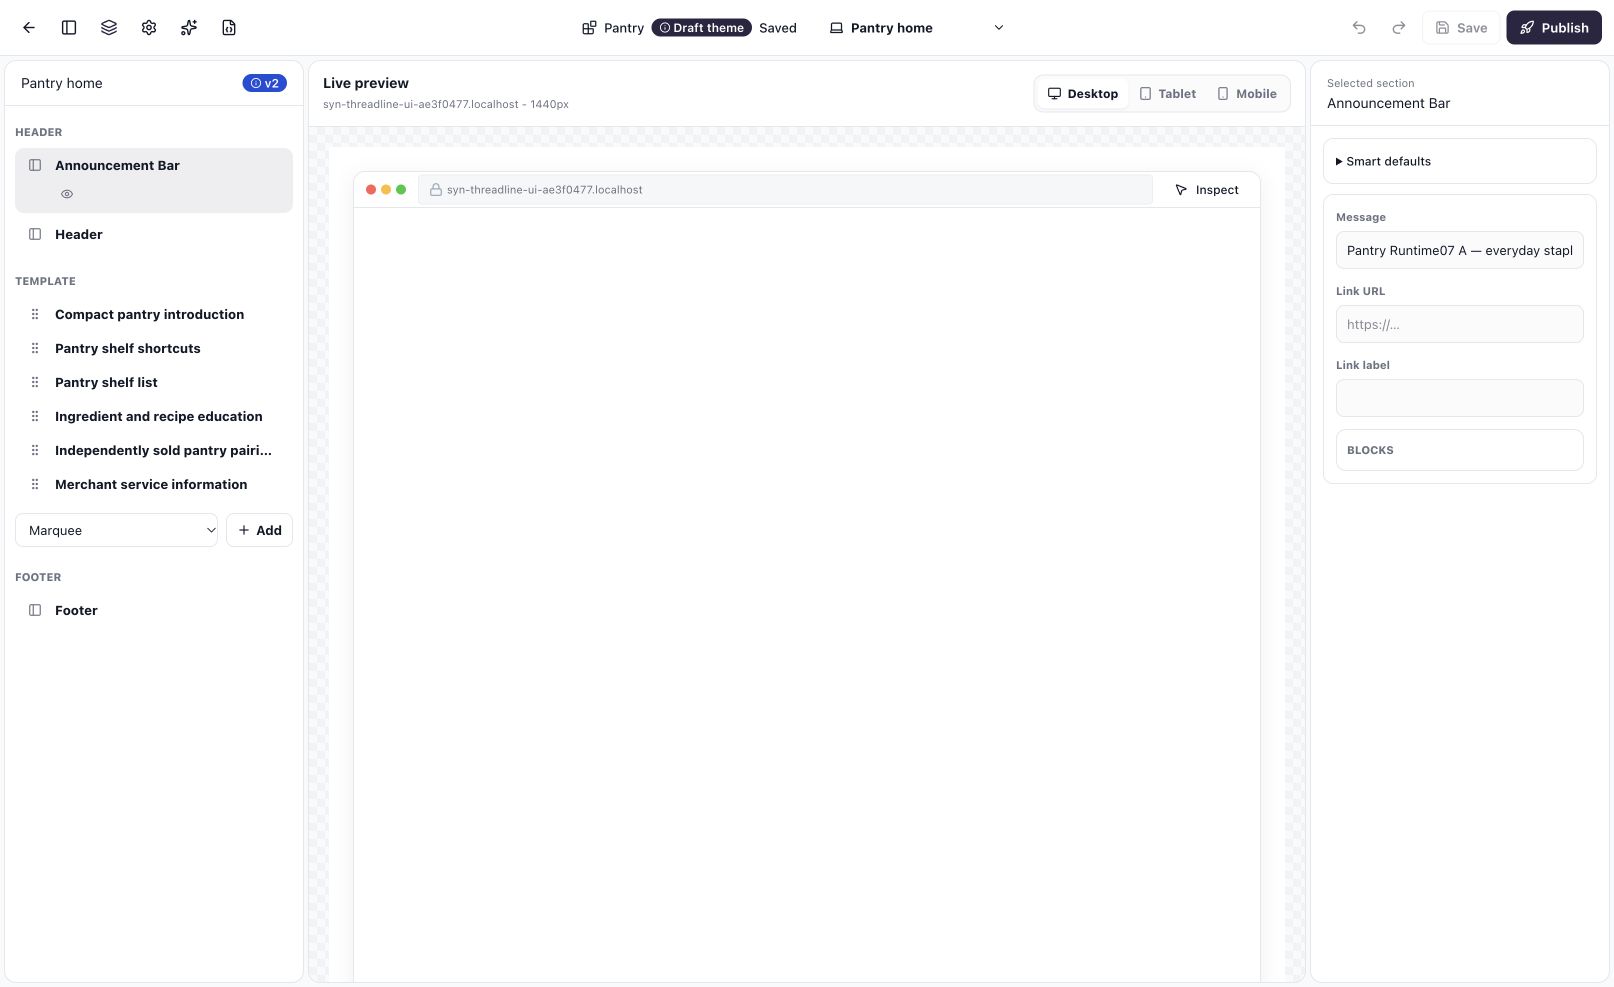 Pantry
Draft theme
Saved
Pantry home
Save
Publish
Pantry home
v2
HEADER
Announcement Bar
Header
TEMPLATE
Compact pantry introduction
Pantry shelf shortcuts
Pantry shelf list
Ingredient and recipe education
Independently sold pantry pairi...
Merchant service information
Marquee
Add
FOOTER
Footer
Live preview
syn-threadline-ui-ae3f0477.localhost - 1440px
Desktop
Tablet
Mobile
syn-threadline-ui-ae3f0477.localhost
Inspect
Selected section
Announcement Bar
Smart defaults
Message
Pantry Runtime07 A — everyday stapl
Link URL
https://...
Link label
BLOCKS